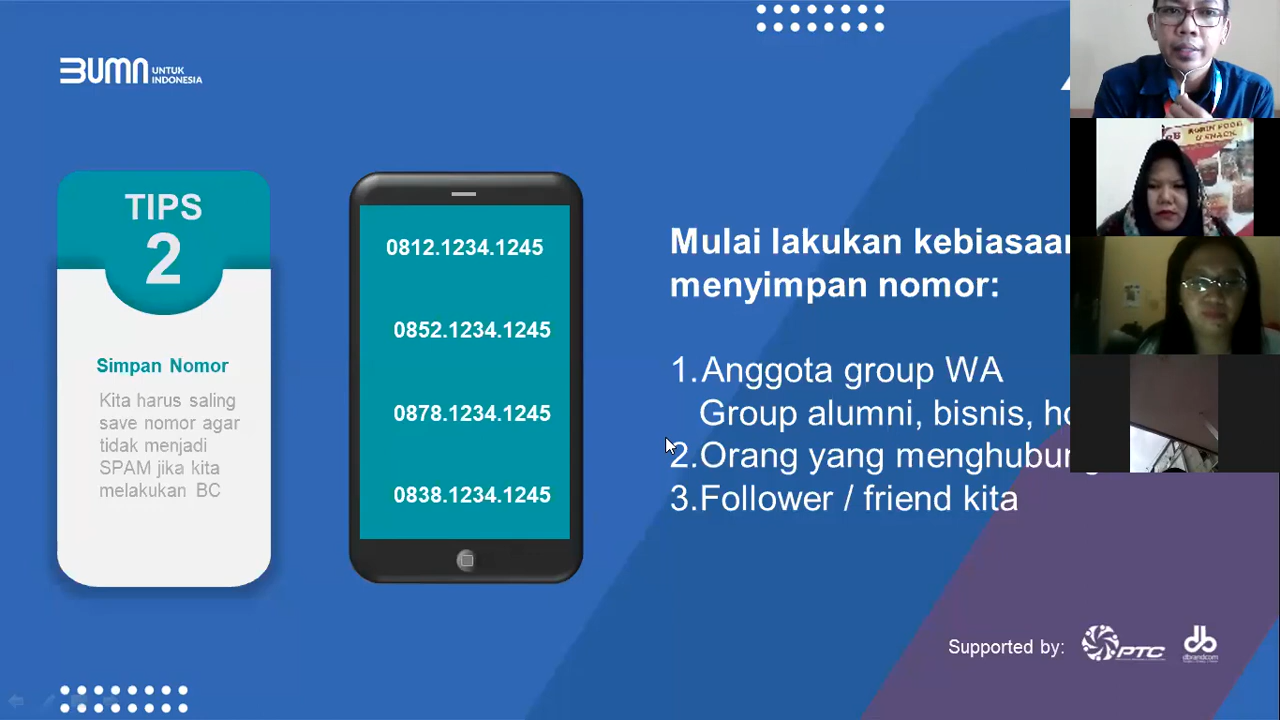 BUMN UNTUK
INDONESIA
TIPS
2
Simpan Nomor
Kita harus saling
save nomor agar
tidak menjadi
SPAM jika kita
melakukan BC
0812.1234.1245
0852.1234.1245
0878.1234.1245
0838.1234.1245
Mulai lakukan kebiasaan
menyimpan nomor:
1.Anggota group WA
Group alumni, bisnis,
2.Orang yang
3.Follower / friend kita
Supported by:
PTC
dbrandcom
& SNACK